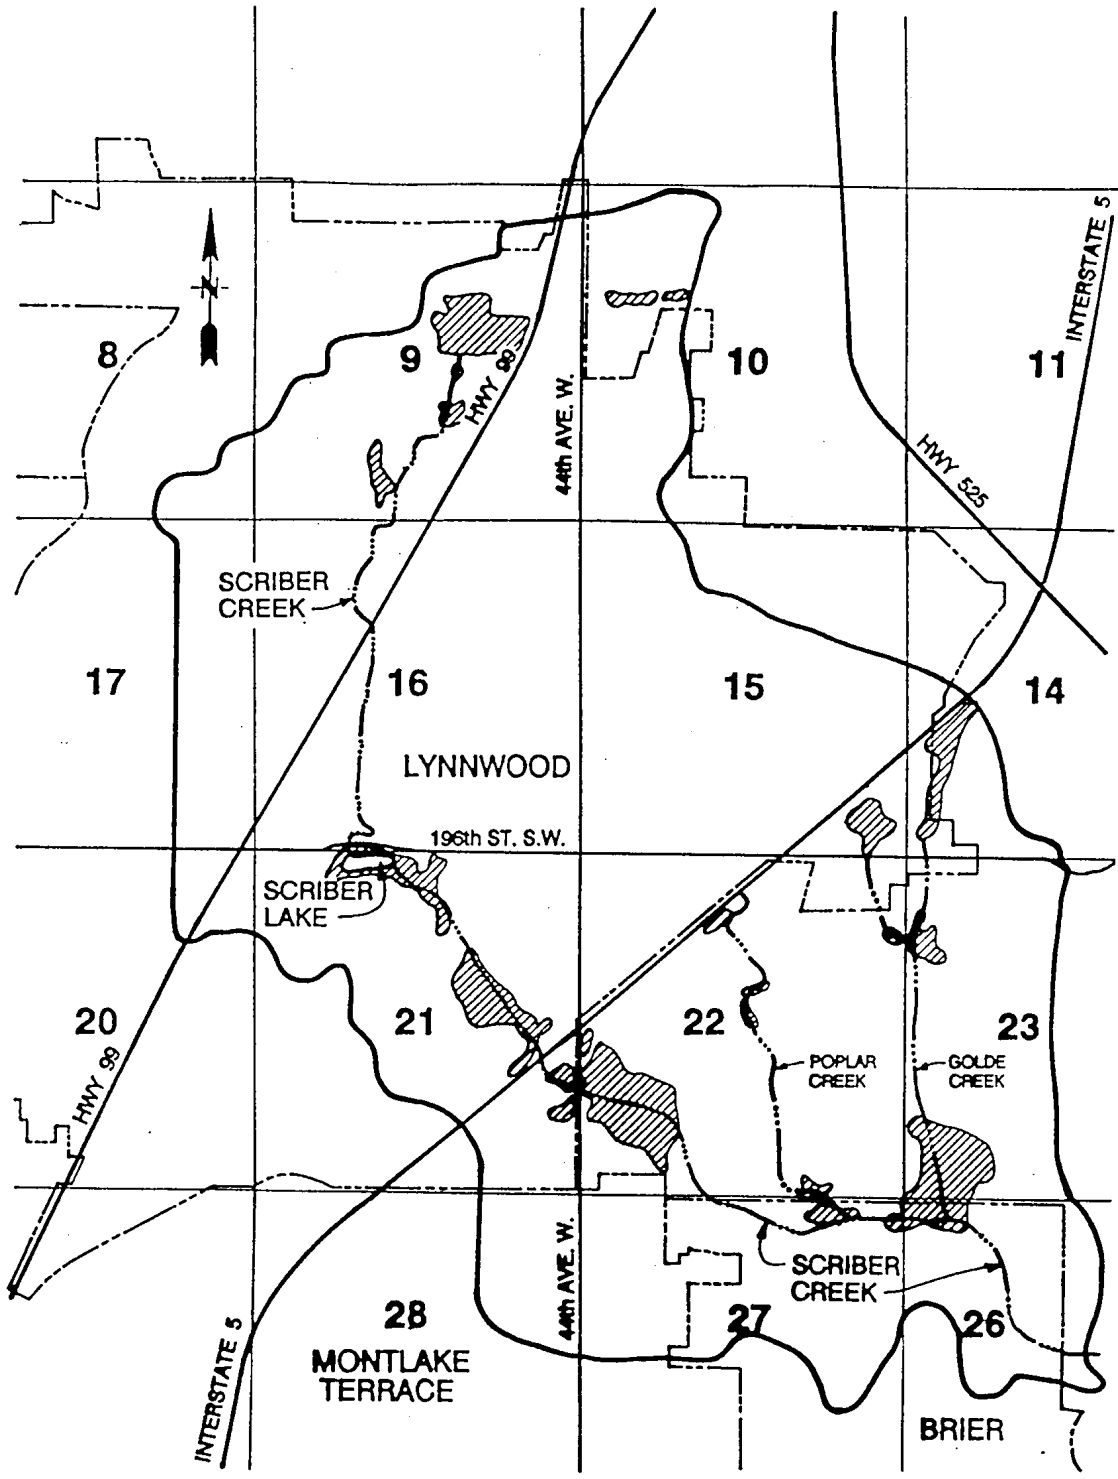 INTERSTATE 5
N
8
9
10
11
HWY 99
44th AVE. W.
HWY 525
SCRIBER
CREEK
17
16
15
14
LYNNWOOD
196th ST. S.W.
SCRIBER
LAKE
20
21
22
23
HWY 99
POPLAR
CREEK
GOLDE
CREEK
44th AVE. W.
SCRIBER
CREEK
28
27
26
INTERSTATE 5
MONTLAKE
TERRACE
BRIER